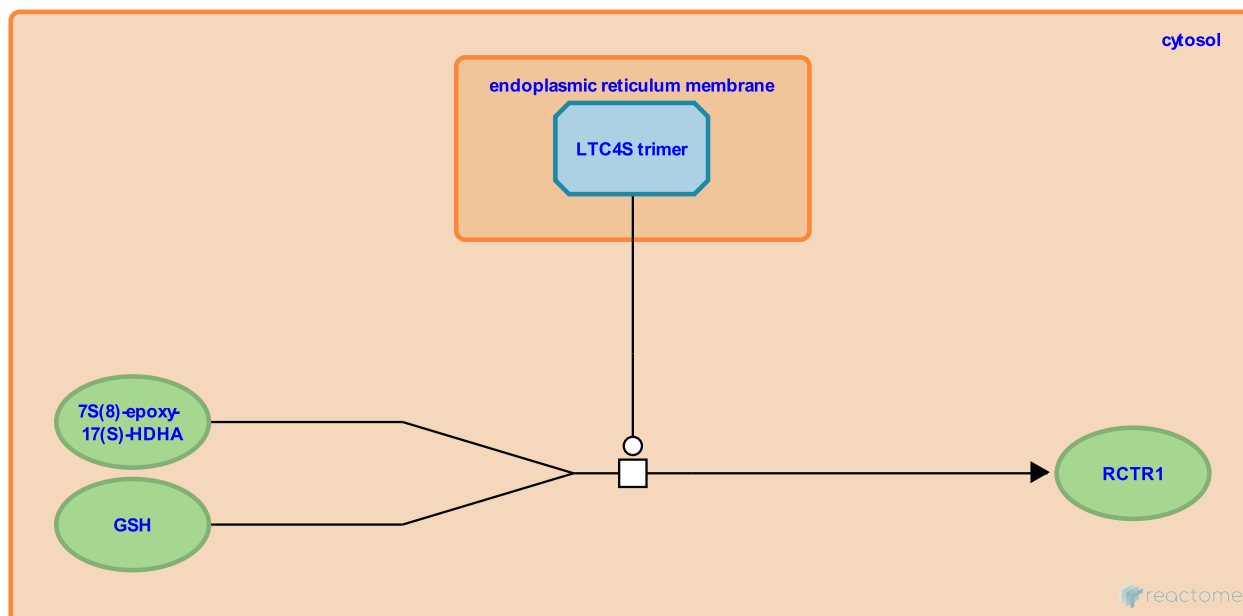 cytosol
endoplasmic reticulum membrane
LTC4S trimer
7S(8)-epoxy-
17(S)-HDHA
GSH
RCTR1
reactome